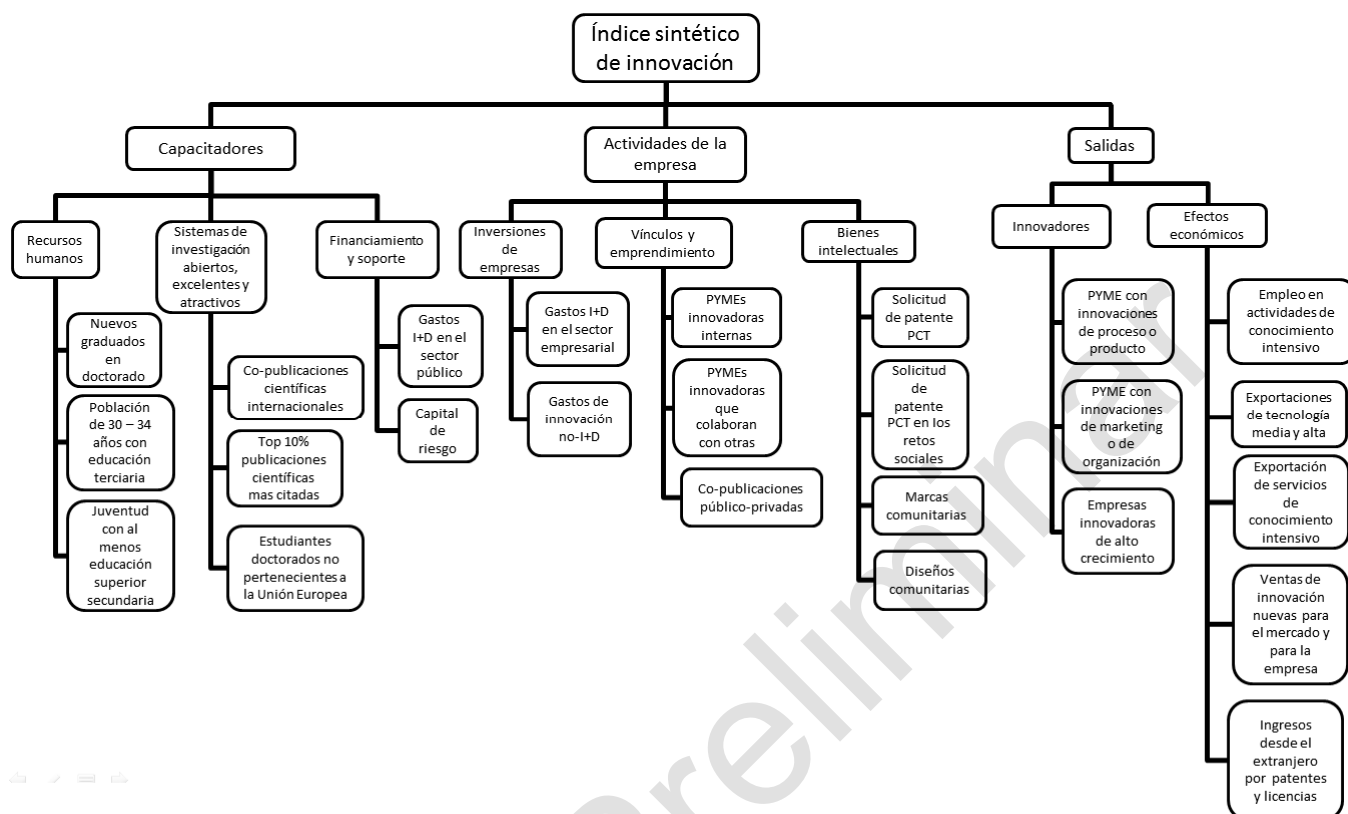 Índice sintético
de innovación
Capacitadores
Actividades de la
empresa
Salidas
Recursos
humanos
Sistemas de
investigación
abiertos,
excelentes y
atractivos
Financiamiento
y soporte
Inversiones
de
empresas
Vínculos y
emprendimiento
Bienes
intelectuales
Innovadores
Efectos
económicos
Nuevos
graduados
en
doctorado
Población
de 30 – 34
años con
educación
terciaria
Juventud
con al
menos
educación
superior
secundaria
Co-publicaciones
científicas
internacionales
Top 10%
publicaciones
científicas
mas citadas
Estudiantes
doctorados no
pertenecientes a
la Unión Europea
Gastos
I+D en el
sector
público
Capital
de
riesgo
Gastos I+D
en el sector
empresarial
Gastos de
innovación
no-I+D
PYMEs
innovadoras
internas
PYMEs
innovadoras
que
colaboran
con otras
Co-publicaciones
público-privadas
Solicitud
de patente
PCT
Solicitud
de
patente
PCT en los
retos
sociales
Marcas
comunitarias
Diseños
comunitarias
PYME con
innovaciones
de proceso o
producto
PYME con
innovaciones
de marketing
o de
organización
Empresas
innovadoras
de alto
crecimiento
Empleo en
actividades de
conocimiento
intensivo
Exportaciones
de tecnología
media y alta
Exportación
de servicios
de
conocimiento
intensivo
Ventas de
innovación
nuevas para
el mercado y
para la
empresa
Ingresos
desde el
extranjero
por patentes
y licencias
Preliminar